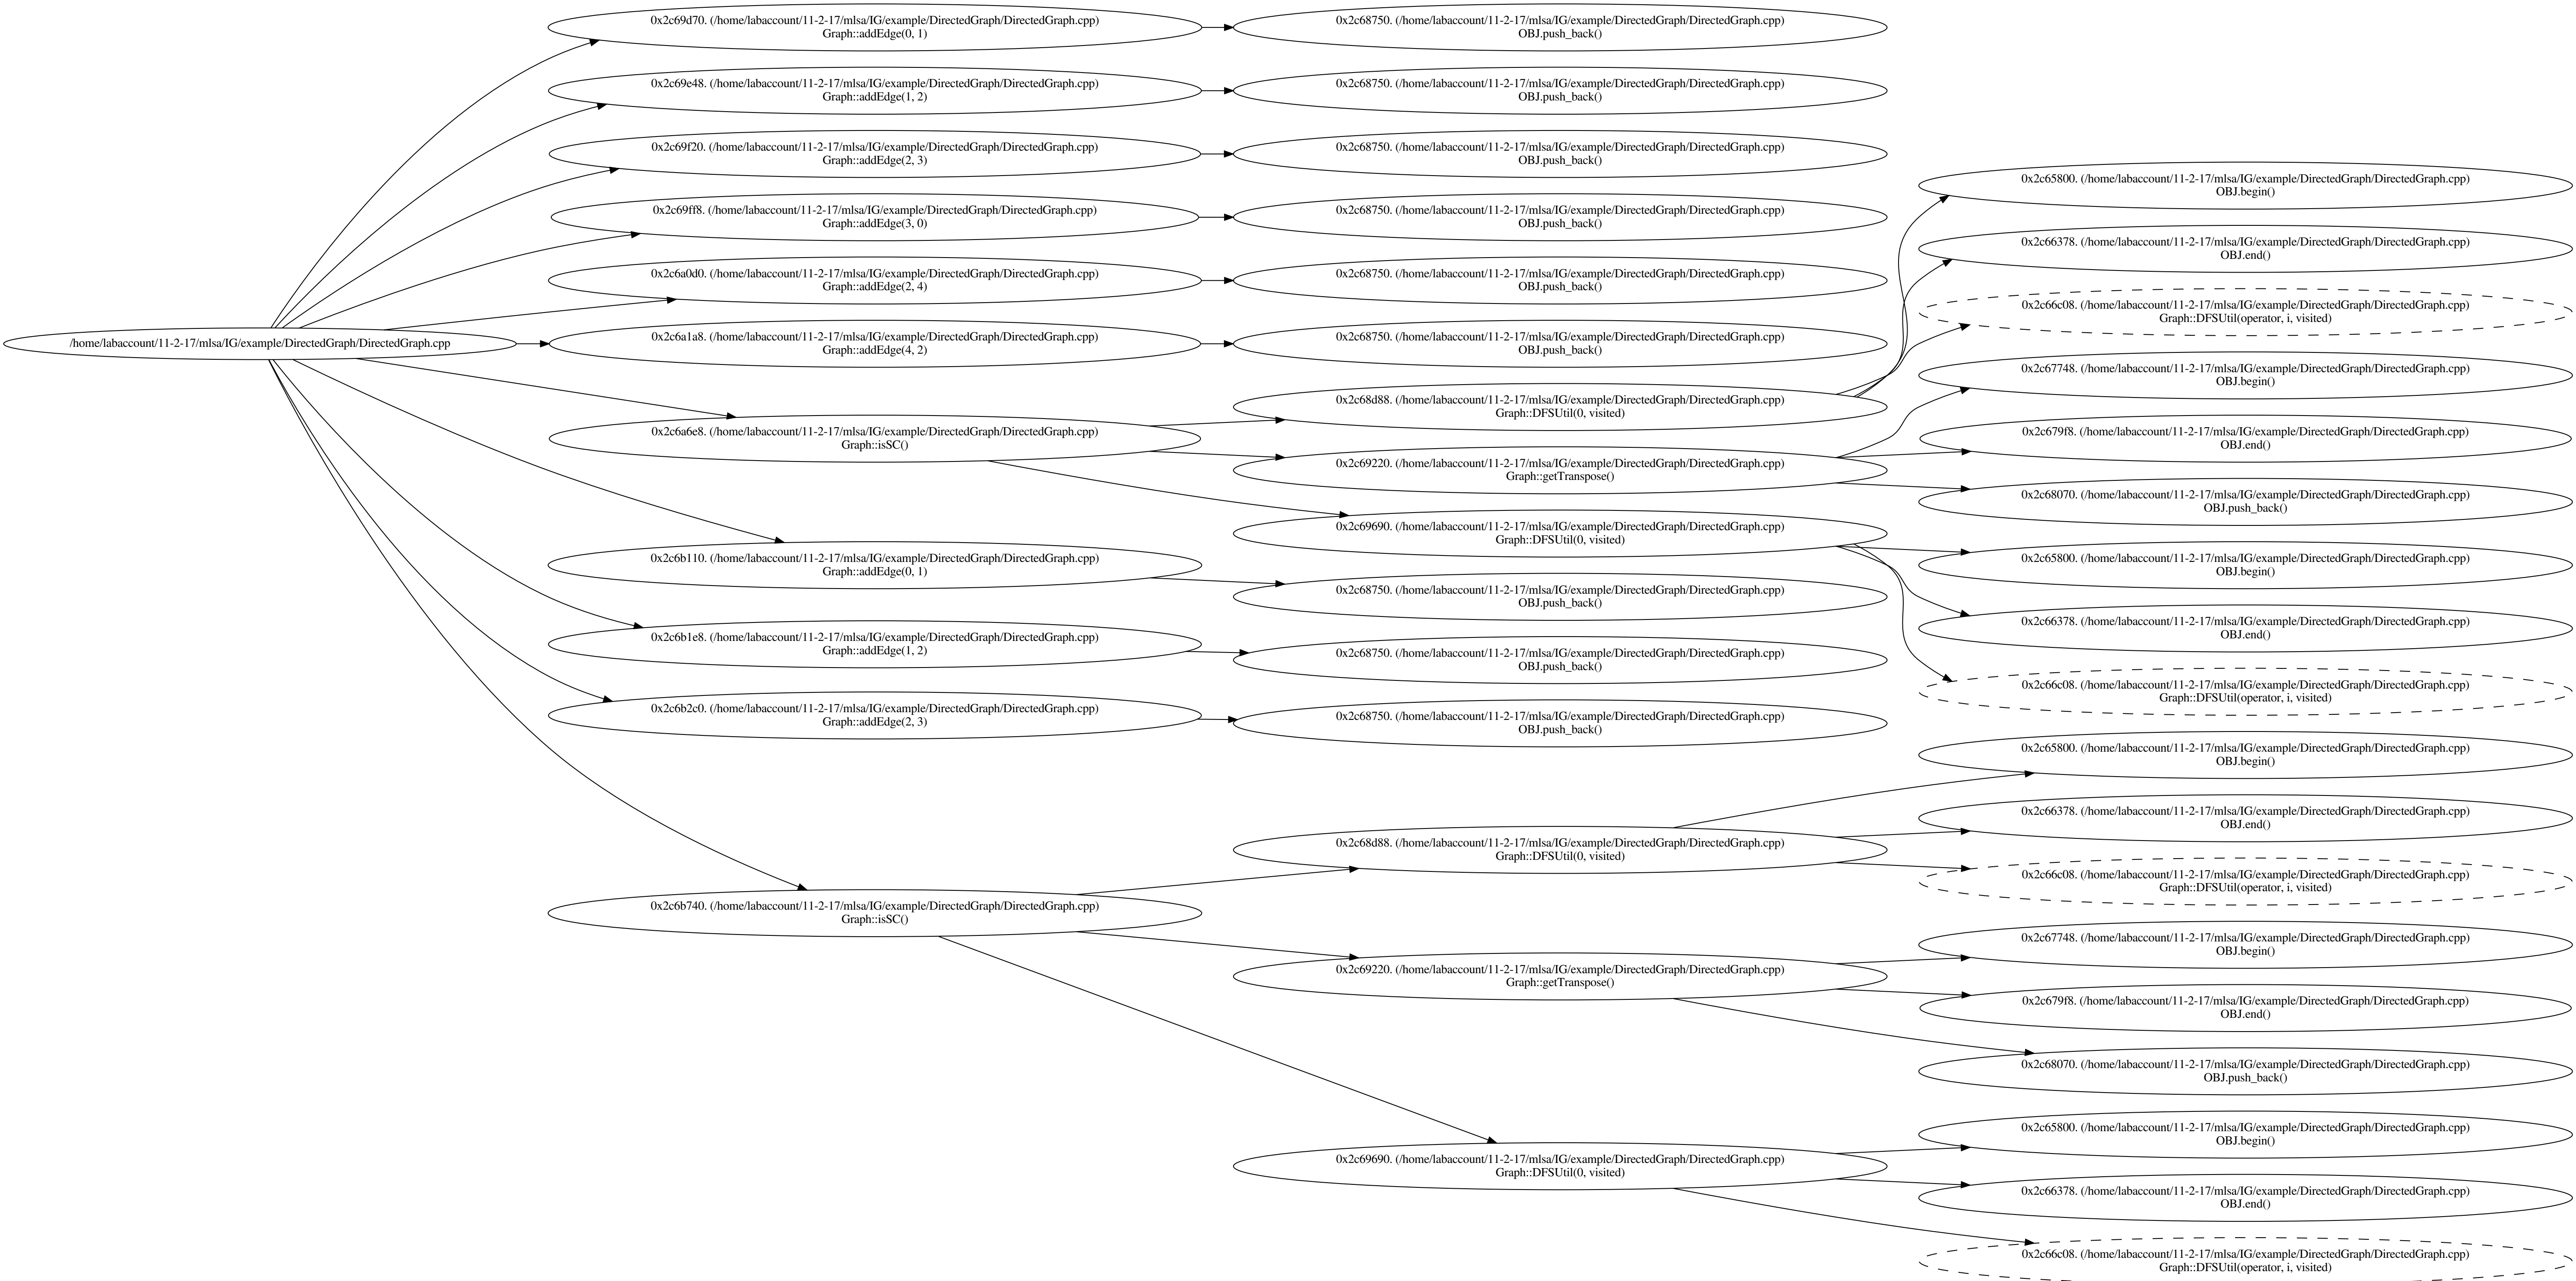 /home/labaccount/11-2-17/mlsa/IG/example/DirectedGraph/DirectedGraph.cpp
0x2c69d70. (/home/labaccount/11-2-17/mlsa/IG/example/DirectedGraph/DirectedGraph.cpp)
Graph::addEdge(0, 1)
0x2c69e48. (/home/labaccount/11-2-17/mlsa/IG/example/DirectedGraph/DirectedGraph.cpp)
Graph::addEdge(1, 2)
0x2c69f20. (/home/labaccount/11-2-17/mlsa/IG/example/DirectedGraph/DirectedGraph.cpp)
Graph::addEdge(2, 3)
0x2c69ff8. (/home/labaccount/11-2-17/mlsa/IG/example/DirectedGraph/DirectedGraph.cpp)
Graph::addEdge(3, 0)
0x2c6a0d0. (/home/labaccount/11-2-17/mlsa/IG/example/DirectedGraph/DirectedGraph.cpp)
Graph::addEdge(2, 4)
0x2c6a1a8. (/home/labaccount/11-2-17/mlsa/IG/example/DirectedGraph/DirectedGraph.cpp)
Graph::addEdge(4, 2)
0x2c6a6e8. (/home/labaccount/11-2-17/mlsa/IG/example/DirectedGraph/DirectedGraph.cpp)
Graph::isSC()
0x2c6b110. (/home/labaccount/11-2-17/mlsa/IG/example/DirectedGraph/DirectedGraph.cpp)
Graph::addEdge(0, 1)
0x2c6b1e8. (/home/labaccount/11-2-17/mlsa/IG/example/DirectedGraph/DirectedGraph.cpp)
Graph::addEdge(1, 2)
0x2c6b2c0. (/home/labaccount/11-2-17/mlsa/IG/example/DirectedGraph/DirectedGraph.cpp)
Graph::addEdge(2, 3)
0x2c6b740. (/home/labaccount/11-2-17/mlsa/IG/example/DirectedGraph/DirectedGraph.cpp)
Graph::isSC()
0x2c68750. (/home/labaccount/11-2-17/mlsa/IG/example/DirectedGraph/DirectedGraph.cpp)
OBJ.push_back()
0x2c68750. (/home/labaccount/11-2-17/mlsa/IG/example/DirectedGraph/DirectedGraph.cpp)
OBJ.push_back()
0x2c68750. (/home/labaccount/11-2-17/mlsa/IG/example/DirectedGraph/DirectedGraph.cpp)
OBJ.push_back()
0x2c68750. (/home/labaccount/11-2-17/mlsa/IG/example/DirectedGraph/DirectedGraph.cpp)
OBJ.push_back()
0x2c68750. (/home/labaccount/11-2-17/mlsa/IG/example/DirectedGraph/DirectedGraph.cpp)
OBJ.push_back()
0x2c68750. (/home/labaccount/11-2-17/mlsa/IG/example/DirectedGraph/DirectedGraph.cpp)
OBJ.push_back()
0x2c68d88. (/home/labaccount/11-2-17/mlsa/IG/example/DirectedGraph/DirectedGraph.cpp)
Graph::DFSUtil(0, visited)
0x2c69220. (/home/labaccount/11-2-17/mlsa/IG/example/DirectedGraph/DirectedGraph.cpp)
Graph::getTranspose()
0x2c69690. (/home/labaccount/11-2-17/mlsa/IG/example/DirectedGraph/DirectedGraph.cpp)
Graph::DFSUtil(0, visited)
0x2c68750. (/home/labaccount/11-2-17/mlsa/IG/example/DirectedGraph/DirectedGraph.cpp)
OBJ.push_back()
0x2c68750. (/home/labaccount/11-2-17/mlsa/IG/example/DirectedGraph/DirectedGraph.cpp)
OBJ.push_back()
0x2c68750. (/home/labaccount/11-2-17/mlsa/IG/example/DirectedGraph/DirectedGraph.cpp)
OBJ.push_back()
0x2c68d88. (/home/labaccount/11-2-17/mlsa/IG/example/DirectedGraph/DirectedGraph.cpp)
Graph::DFSUtil(0, visited)
0x2c69220. (/home/labaccount/11-2-17/mlsa/IG/example/DirectedGraph/DirectedGraph.cpp)
Graph::getTranspose()
0x2c69690. (/home/labaccount/11-2-17/mlsa/IG/example/DirectedGraph/DirectedGraph.cpp)
Graph::DFSUtil(0, visited)
0x2c65800. (/home/labaccount/11-2-17/mlsa/IG/example/DirectedGraph/DirectedGraph.cpp)
OBJ.begin()
0x2c66378. (/home/labaccount/11-2-17/mlsa/IG/example/DirectedGraph/DirectedGraph.cpp)
OBJ.end()
0x2c66c08. (/home/labaccount/11-2-17/mlsa/IG/example/DirectedGraph/DirectedGraph.cpp)
Graph::DFSUtil(operator, i, visited)
0x2c67748. (/home/labaccount/11-2-17/mlsa/IG/example/DirectedGraph/DirectedGraph.cpp)
OBJ.begin()
0x2c679f8. (/home/labaccount/11-2-17/mlsa/IG/example/DirectedGraph/DirectedGraph.cpp)
OBJ.end()
0x2c68070. (/home/labaccount/11-2-17/mlsa/IG/example/DirectedGraph/DirectedGraph.cpp)
OBJ.push_back()
0x2c65800. (/home/labaccount/11-2-17/mlsa/IG/example/DirectedGraph/DirectedGraph.cpp)
OBJ.begin()
0x2c66378. (/home/labaccount/11-2-17/mlsa/IG/example/DirectedGraph/DirectedGraph.cpp)
OBJ.end()
0x2c66c08. (/home/labaccount/11-2-17/mlsa/IG/example/DirectedGraph/DirectedGraph.cpp)
Graph::DFSUtil(operator, i, visited)
0x2c65800. (/home/labaccount/11-2-17/mlsa/IG/example/DirectedGraph/DirectedGraph.cpp)
OBJ.begin()
0x2c66378. (/home/labaccount/11-2-17/mlsa/IG/example/DirectedGraph/DirectedGraph.cpp)
OBJ.end()
0x2c66c08. (/home/labaccount/11-2-17/mlsa/IG/example/DirectedGraph/DirectedGraph.cpp)
Graph::DFSUtil(operator, i, visited)
0x2c67748. (/home/labaccount/11-2-17/mlsa/IG/example/DirectedGraph/DirectedGraph.cpp)
OBJ.begin()
0x2c679f8. (/home/labaccount/11-2-17/mlsa/IG/example/DirectedGraph/DirectedGraph.cpp)
OBJ.end()
0x2c68070. (/home/labaccount/11-2-17/mlsa/IG/example/DirectedGraph/DirectedGraph.cpp)
OBJ.push_back()
0x2c65800. (/home/labaccount/11-2-17/mlsa/IG/example/DirectedGraph/DirectedGraph.cpp)
OBJ.begin()
0x2c66378. (/home/labaccount/11-2-17/mlsa/IG/example/DirectedGraph/DirectedGraph.cpp)
OBJ.end()
0x2c66c08. (/home/labaccount/11-2-17/mlsa/IG/example/DirectedGraph/DirectedGraph.cpp)
Graph::DFSUtil(operator, i, visited)